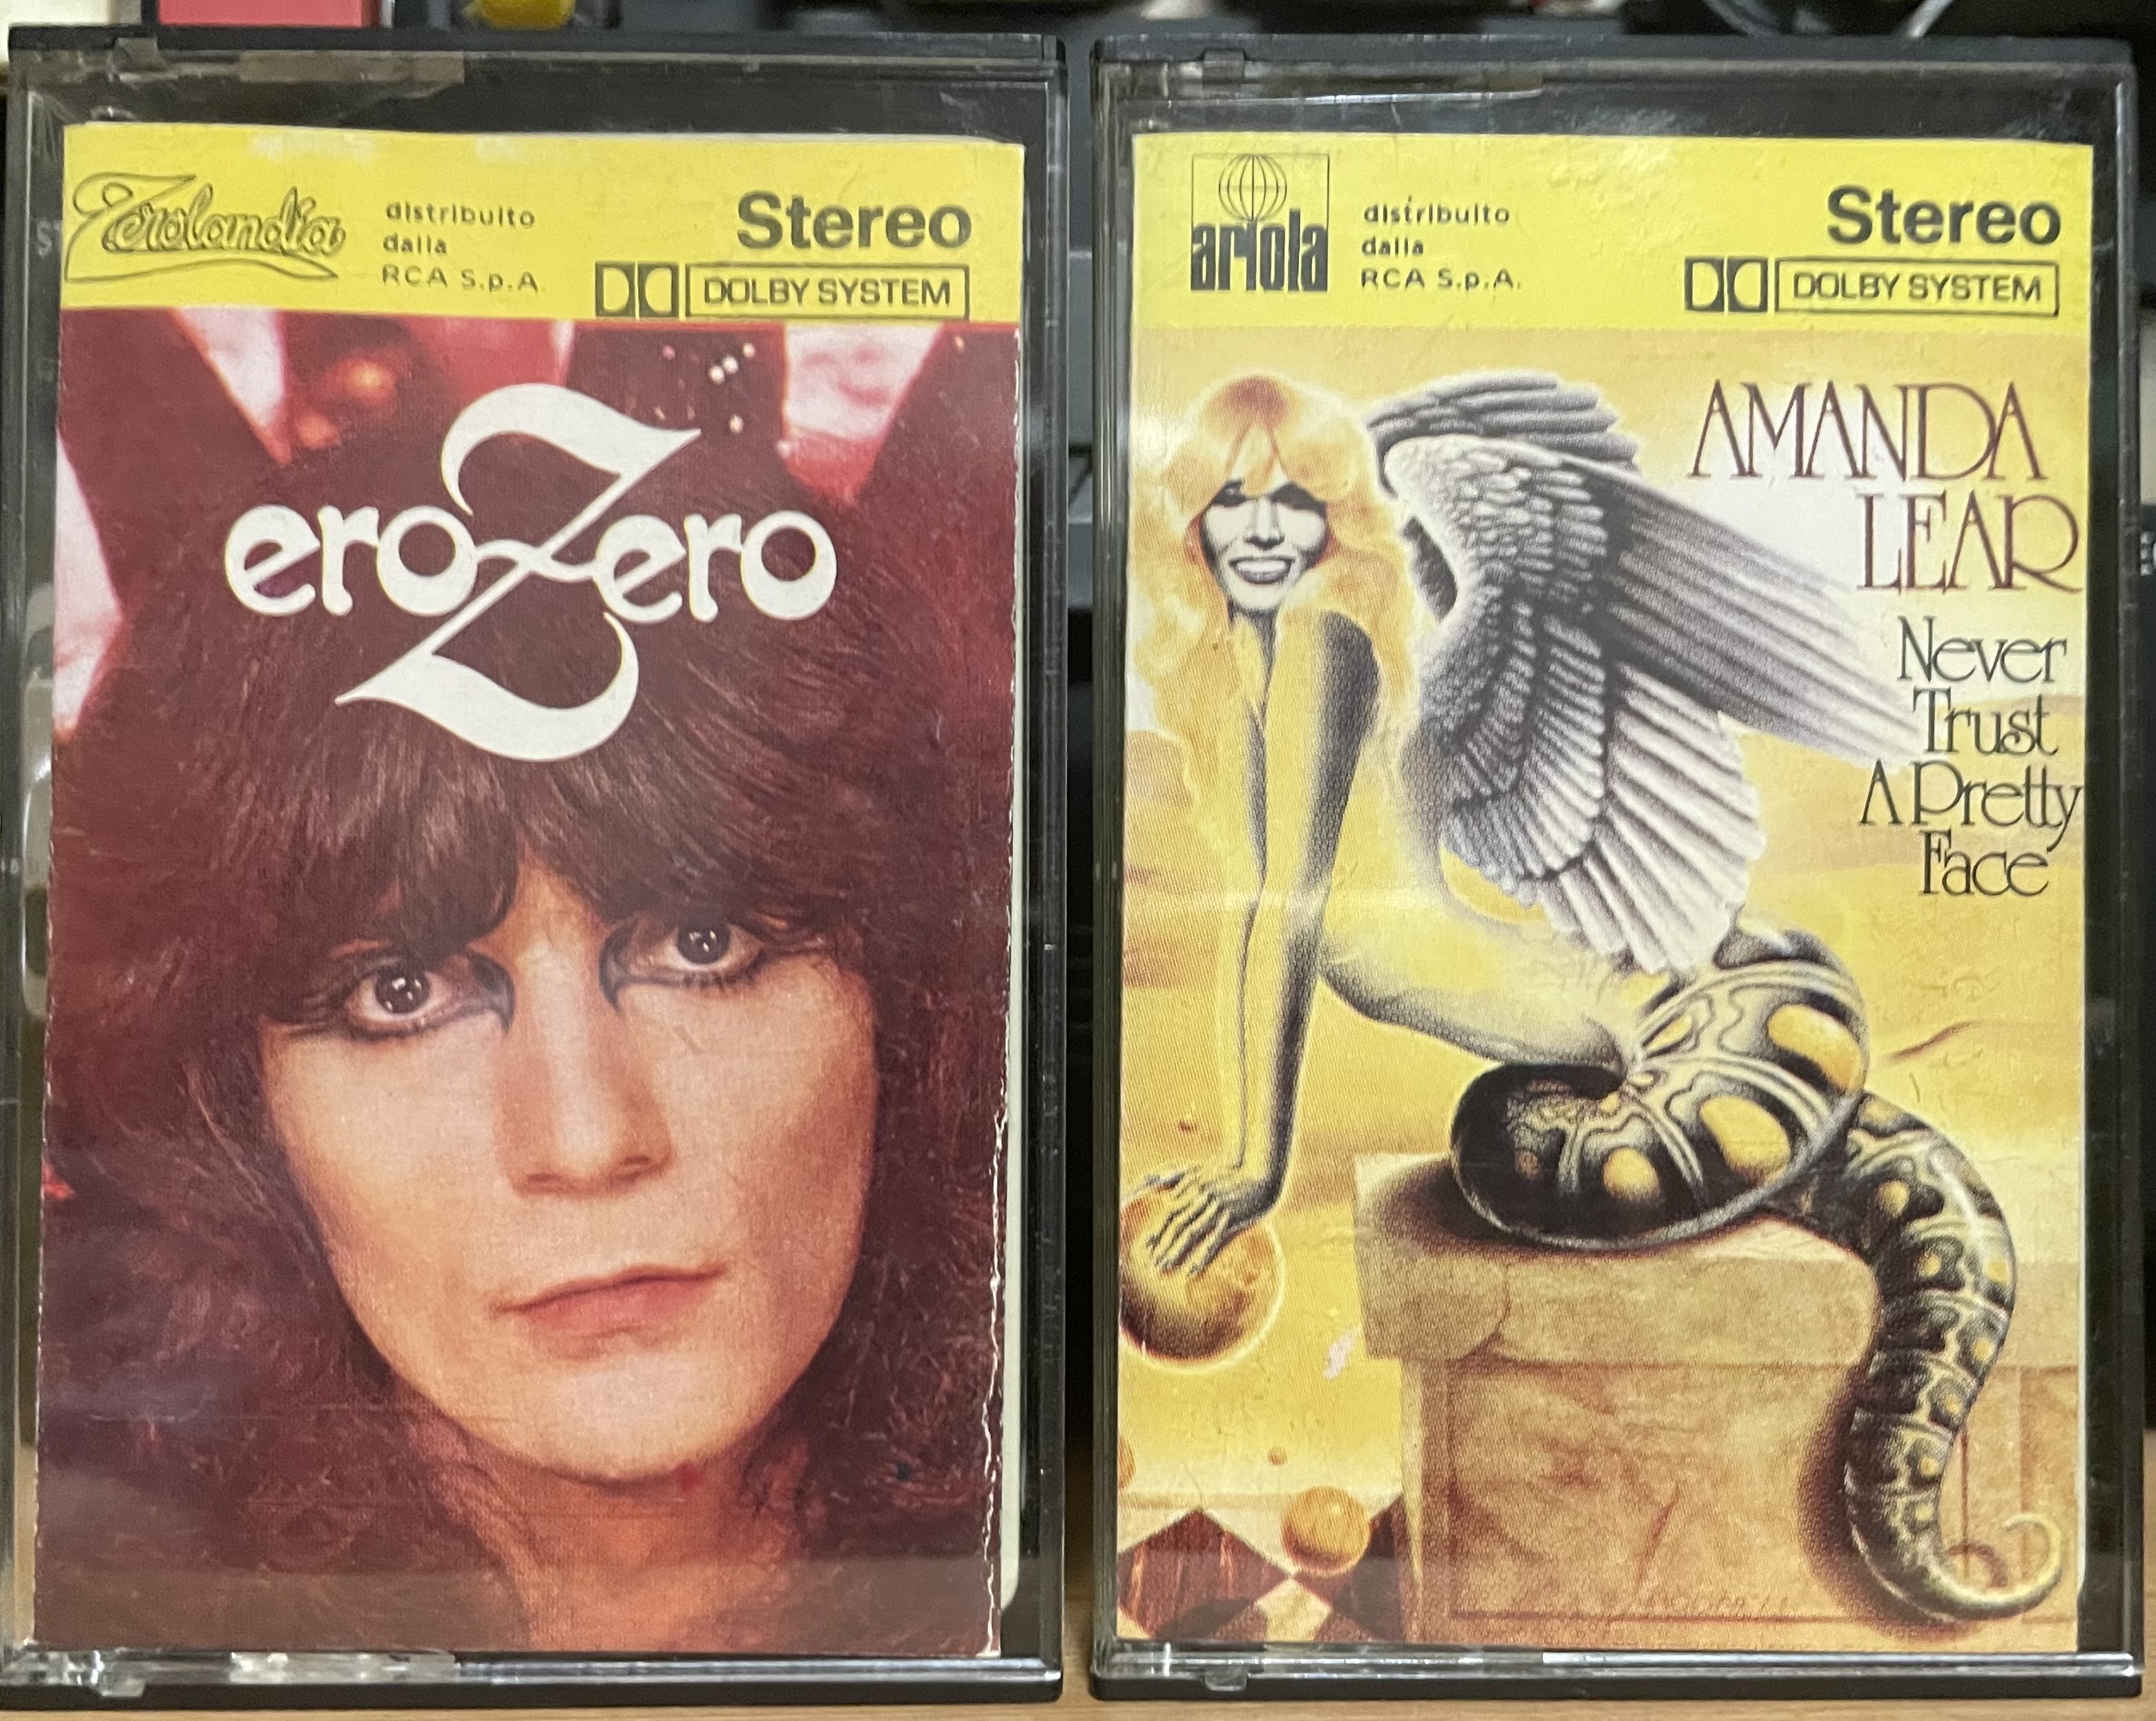 Zerolandia
distribuito
dalla
RCA S.p.A.
Stereo
DOLBY SYSTEM
eroZero
ariola
distribuito
dalla
RCA S.p.A.
Stereo
DOLBY SYSTEM
AMANDA
LEAR
Never
Trust
A Pretty
Face